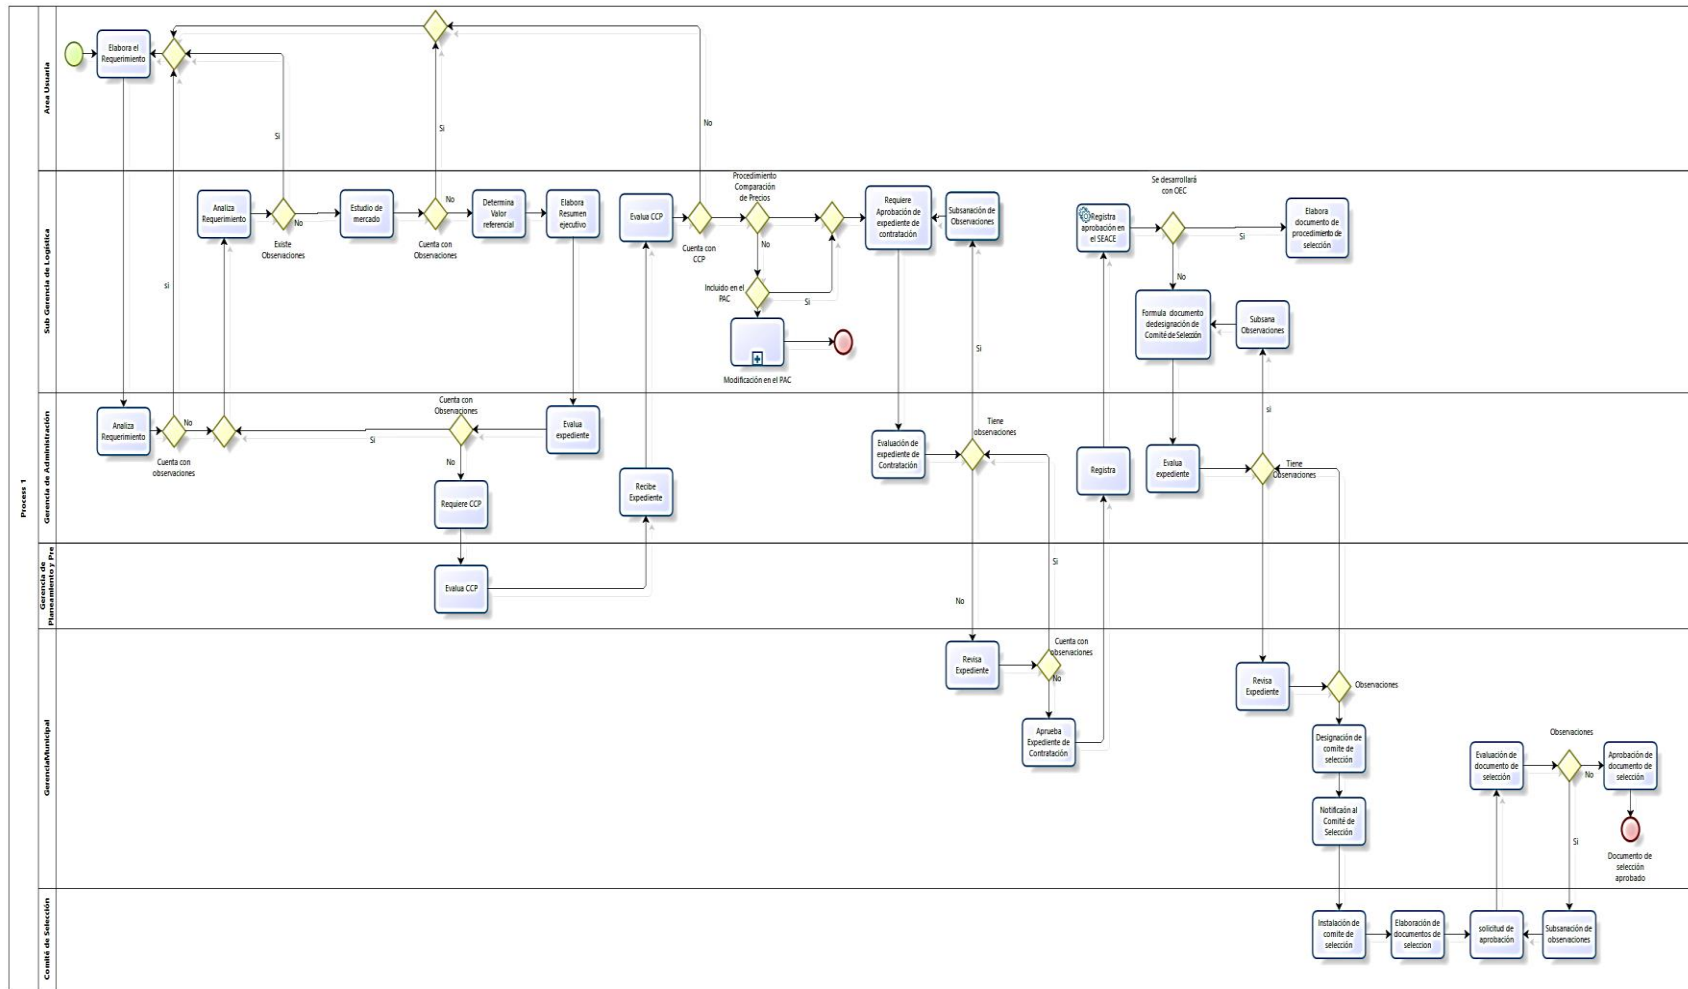 Process 1
Area Usuaria
Elabora el
Requerimiento
Si
Si
No
si
Sub Gerencia de Logística
Analiza
Requerimiento
No
Existe
Observaciones
Estudio de
mercado
No
Cuenta con
Observaciones
Determina
Valor
referencial
Elabora
Resumen
ejecutivo
Evalua CCP
Cuenta con
CCP
Procedimiento
Comparación
de Precios
No
Incluido en el
PAC
Si
Modificación en el PAC
Requiere
Aprobación de
expediente de
contratación
Subsanación de
Observaciones
Si
Registra
aprobación en
el SEACE
Se desarrollará
con OEC
Si
No
Elabora
documento de
procedimiento de
selección
Formula documento
dedesignación de
Comité de Selección
Subsana
Observaciones
Gerencia de Administración
Analiza
Requerimiento
No
Cuenta con
observaciones
Si
Cuenta con
Observaciones
No
Evalua
expediente
Requiere CCP
Recibe
Expediente
Evaluación de
expediente de
Contratación
Tiene
observaciones
Registra
Evalua
expediente
si
Tiene
Observaciones
Gerencia de
Planeamiento y Pre
Evalua CCP
No
Si
GerenciaMunicipal
Revisa
Expediente
Cuenta con
observaciones
No
Aprueba
Expediente de
Contratación
Revisa
Expediente
Observaciones
Designación de
comite de
selección
Notificaón al
Comité de
Selección
Evaluación de
documento de
selección
Observaciones
No
Si
Aprobación de
documento de
selección
Documento de
selección
aprobado
Comité de Selección
Instalación de
comite de
selección
Elaboración de
documentos de
seleccion
solicitud de
aprobación
Subsanación de
observaciones